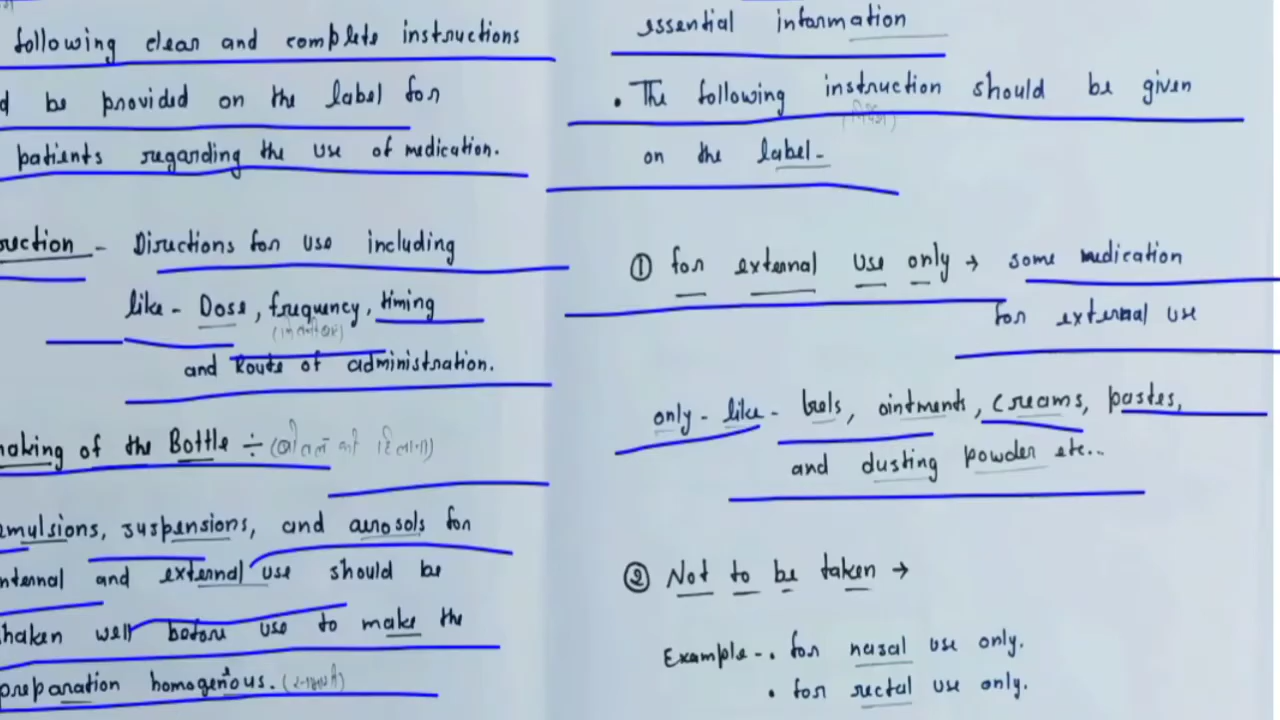 following clear and complete instructions
d be provided on the label for
patients regarding the use of medication.
uction - Directions for use including
like - Dose, frequency, timing
and Route of administration.
haking of the Bottle ÷ (बोतल को हिलाना)
emulsions, suspensions, and aerosols for
nternal and external use should be
haken well before use to make the
preparation homogenous.
essential information
• The following instruction should be given
(निर्देश)
on the label -
① for external use only → some medication
for external use
only - like - gels, ointments, creams, pastes,
and dusting powder etc..
② Not to be taken →
Example - • for nasal use only.
• for rectal use only.